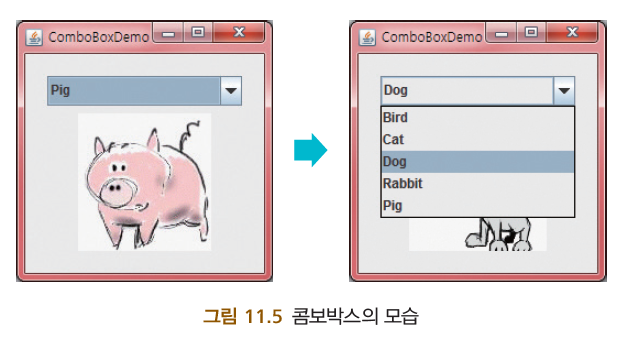 ComboBoxDemo
Pig
ComboBoxDemo
Dog
Bird
Cat
Dog
Rabbit
Pig
그림 11.5 콤보박스의 모습